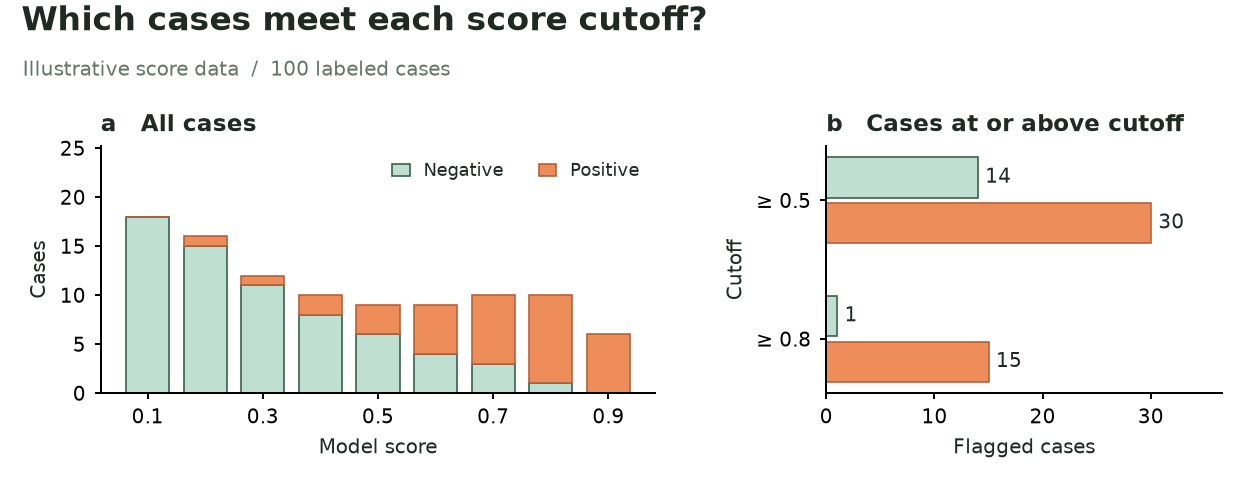 Which cases meet each score cutoff?
Illustrative score data / 100 labeled cases
a All cases
25
20
15
10
5
0
Cases
Negative
Positive
0.1 0.3 0.5 0.7 0.9
Model score
b Cases at or above cutoff
Cutoff
≥ 0.5
14
30
≥ 0.8
1
15
0 10 20 30
Flagged cases